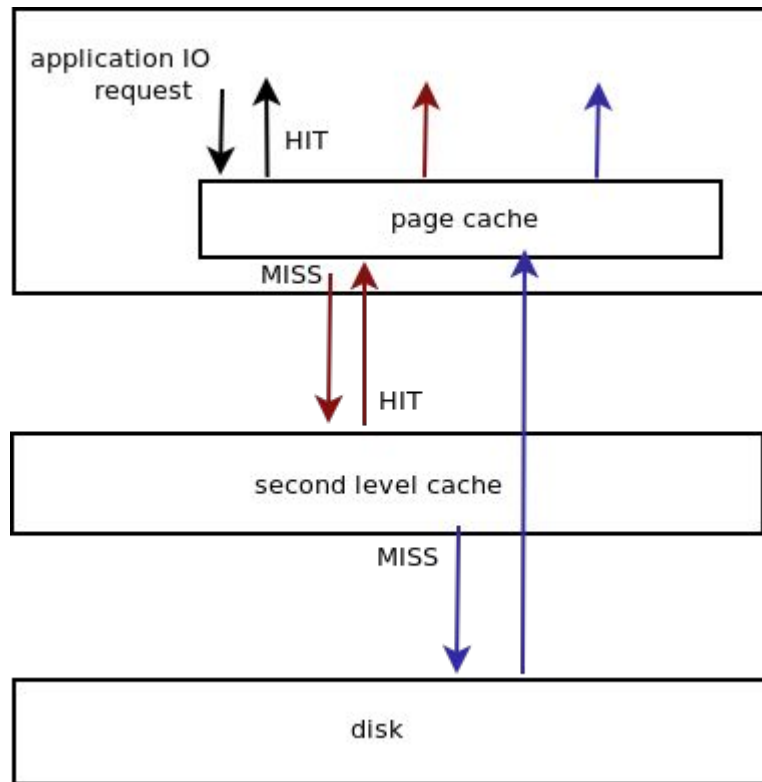 application IO
request
HIT
page cache
MISS
HIT
second level cache
MISS
disk